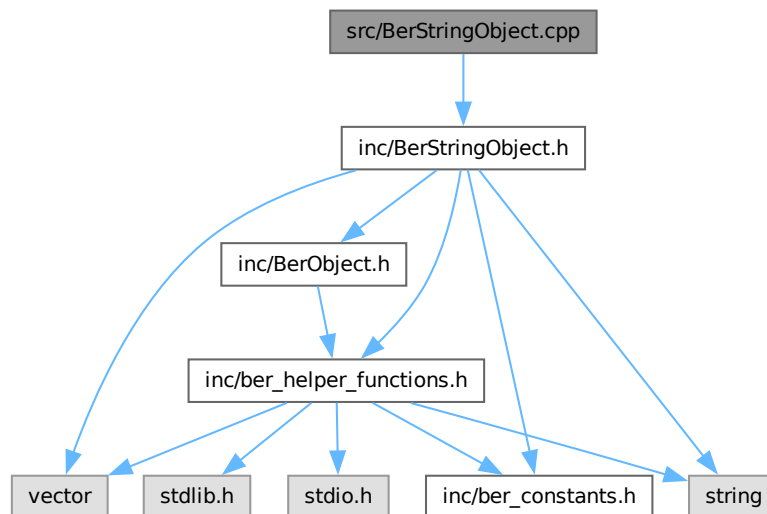 src/BerStringObject.cpp
inc/BerStringObject.h
inc/BerObject.h
inc/ber_helper_functions.h
vector
stdlib.h
stdio.h
inc/ber_constants.h
string